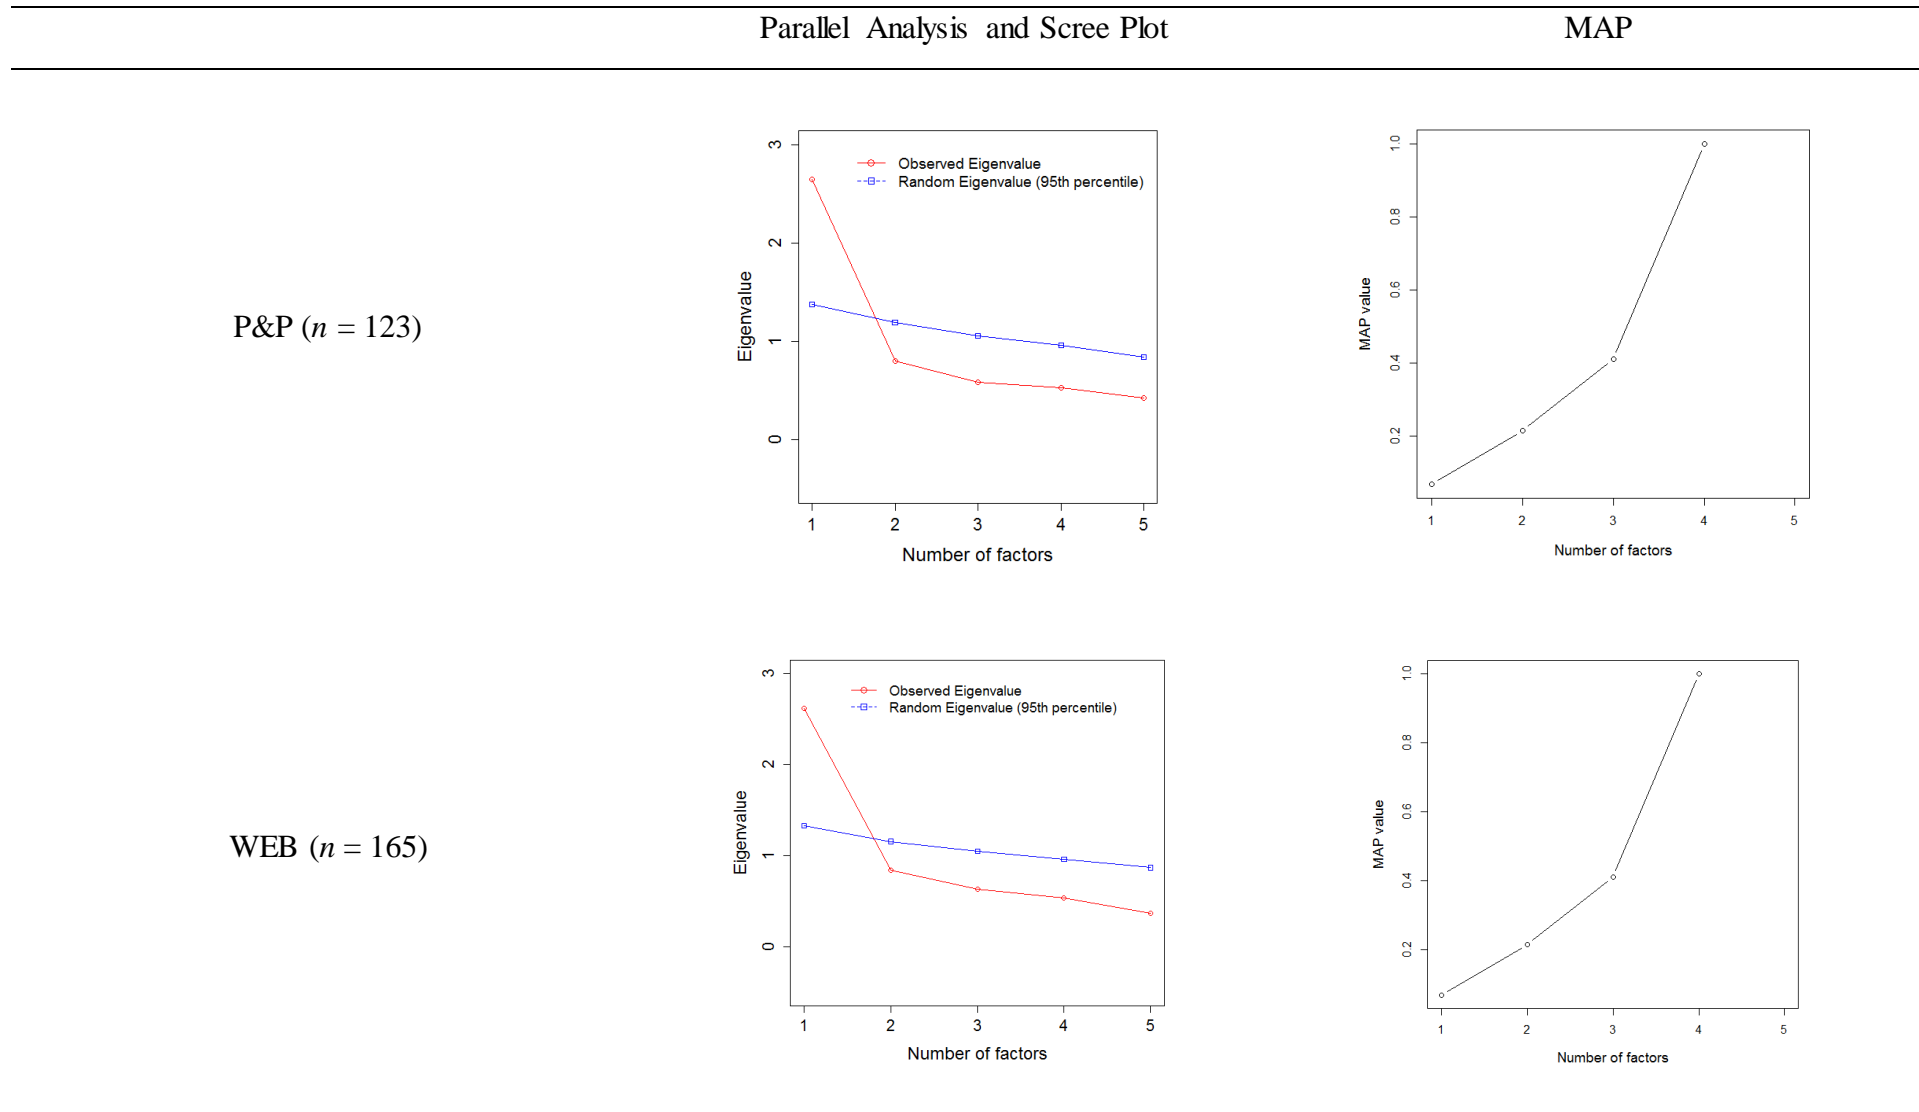 Parallel Analysis and Scree Plot
MAP
P&P (n = 123)
3
2
1
0
Eigenvalue
Observed Eigenvalue
Random Eigenvalue (95th percentile)
1 2 3 4 5
Number of factors
1.0
0.8
0.6
0.4
0.2
MAP value
1 2 3 4 5
Number of factors
WEB (n = 165)
3
2
1
0
Eigenvalue
Observed Eigenvalue
Random Eigenvalue (95th percentile)
1 2 3 4 5
Number of factors
1.0
0.8
0.6
0.4
0.2
MAP value
1 2 3 4 5
Number of factors